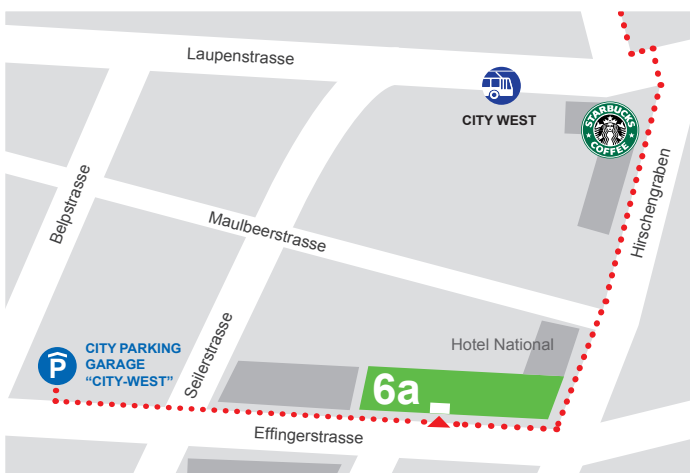 Laupenstrasse
CITY WEST
STARBUCKS
COFFEE
Belpstrasse
Hirschengraben
Maulbeerstrasse
Seilerstrasse
Hotel National
P
CITY PARKING
GARAGE
“CITY-WEST”
6a
Effingerstrasse